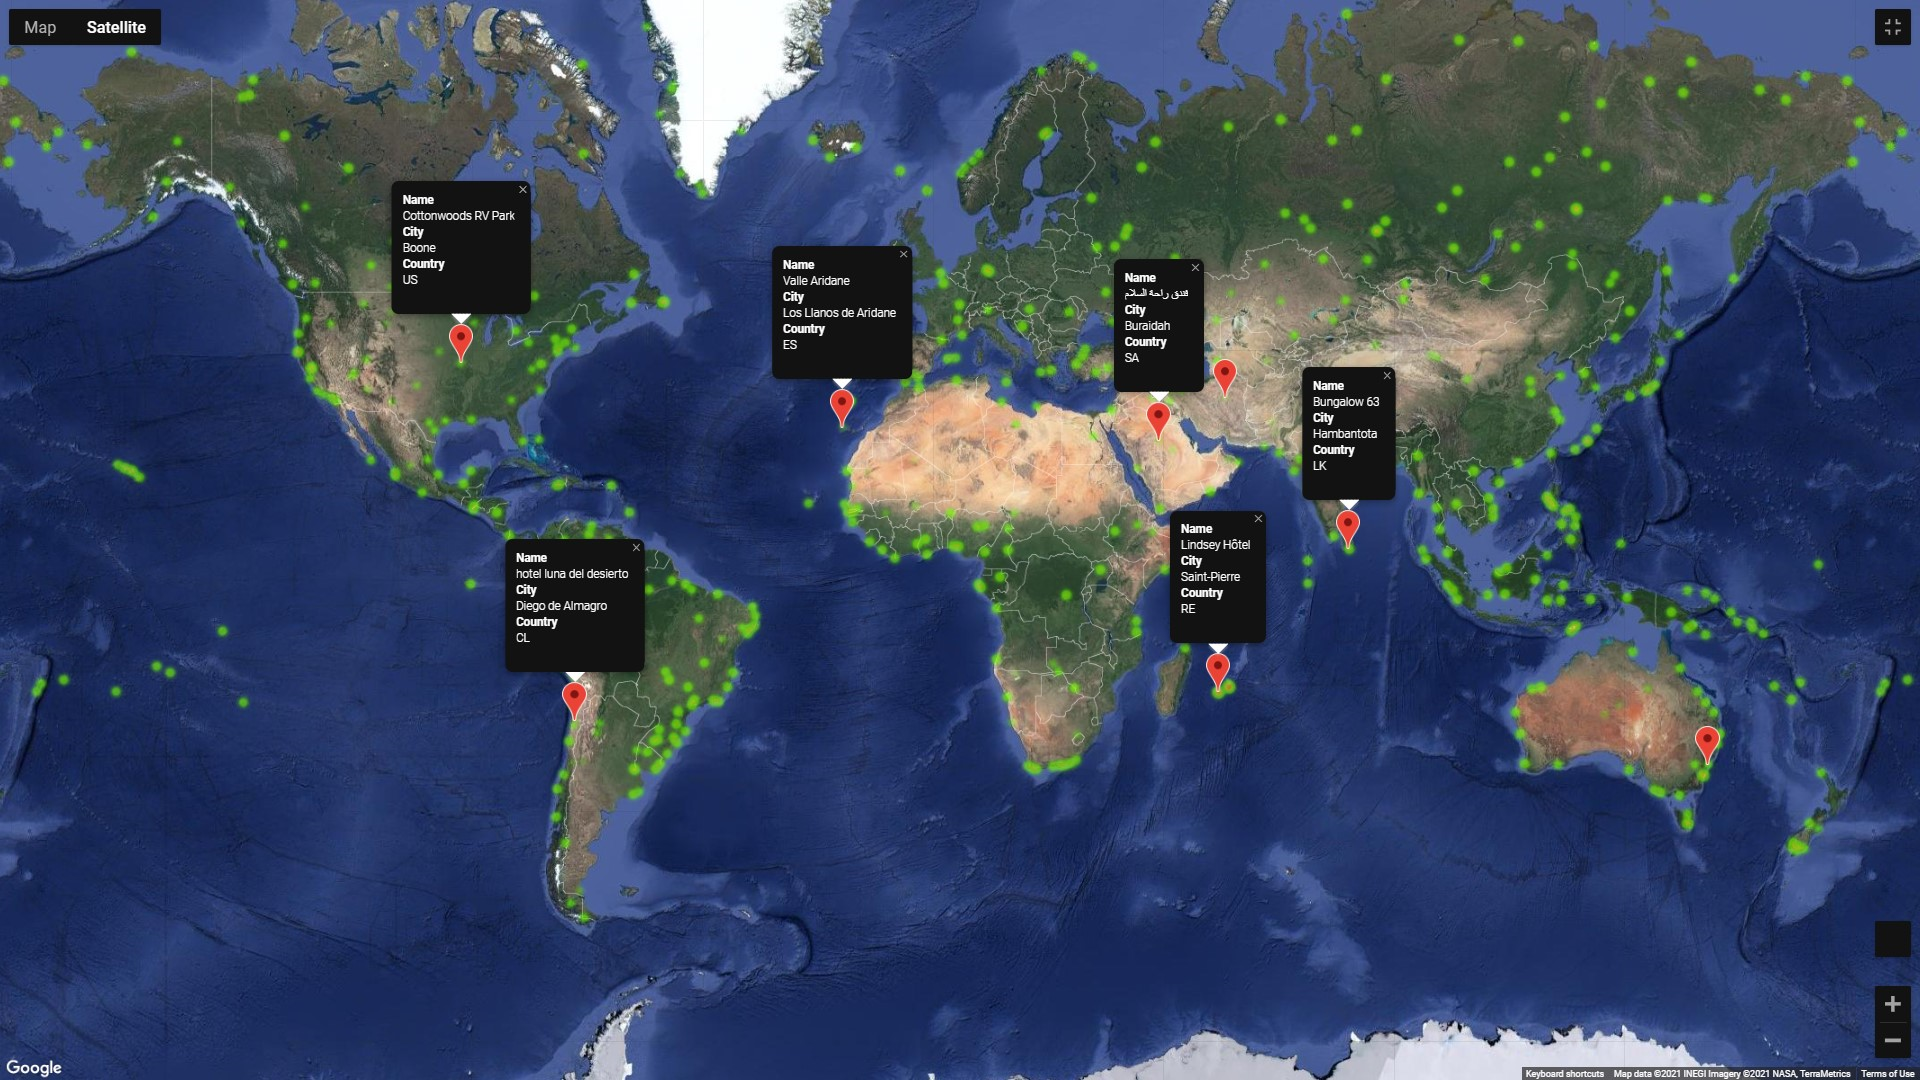 Map
Satellite
Name
Cottonwoods RV Park
City
Boone
Country
US
Name
Valle Aridane
City
Los Llanos de Aridane
Country
ES
Name
فندق راحة السلام
City
Buraidah
Country
SA
Name
Bungalow 63
City
Hambantota
Country
LK
Name
Lindsey Hôtel
City
Saint-Pierre
Country
RE
Name
hotel luna del desierto
City
Diego de Almagro
Country
CL
Google
Keyboard shortcuts
Map data ©2021 INEGI Imagery ©2021 NASA, TerraMetrics
Terms of Use